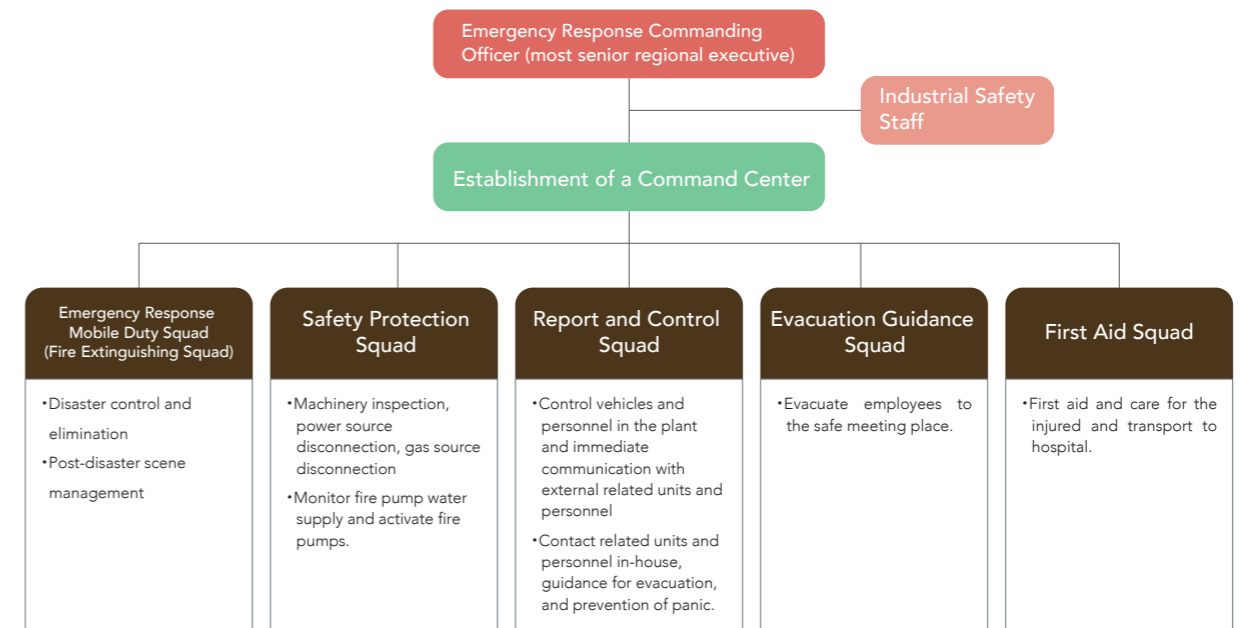 Emergency Response Commanding
Officer (most senior regional executive)
Industrial Safety
Staff
Establishment of a Command Center
Emergency Response
Mobile Duty Squad
(Fire Extinguishing Squad)
•Disaster control and
elimination
•Post-disaster scene
management
Safety Protection
Squad
•Machinery inspection,
power source
disconnection, gas source
disconnection
•Monitor fire pump water
supply and activate fire
pumps.
Report and Control
Squad
•Control vehicles and
personnel in the plant
and immediate
communication with
external related units and
personnel
•Contact related units and
personnel in-house,
guidance for evacuation,
and prevention of panic.
Evacuation Guidance
Squad
•Evacuate employees to
the safe meeting place.
First Aid Squad
•First aid and care for the
injured and transport to
hospital.